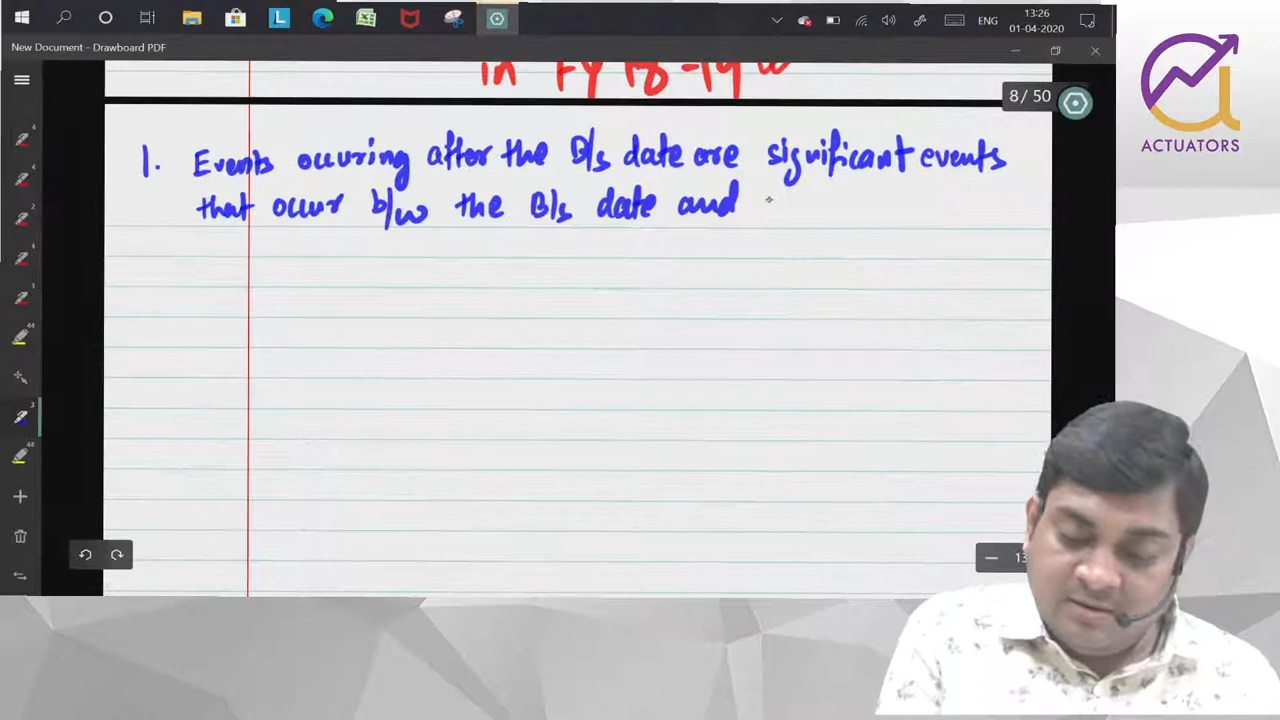 13:26
ENG
01-04-2020
New Document - Drawboard PDF
in FY 18-19
8 / 50
ACTUATORS
1. Events occuring after the B/s date are significant events
that occur b/w the B/s date and
13